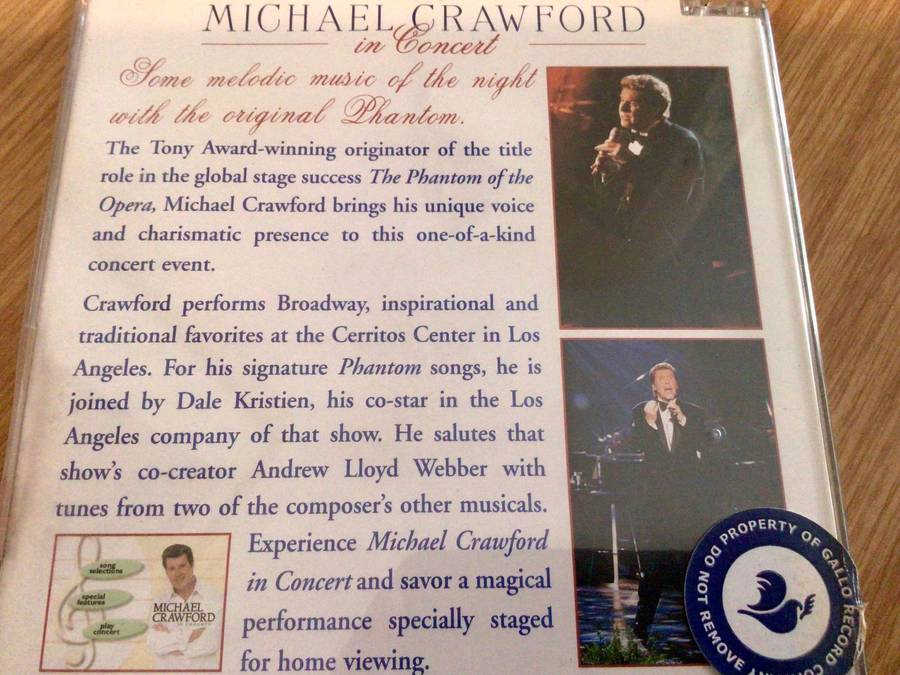 MICHAEL CRAWFORD
in Concert
Some melodic music of the night
with the original Phantom.
The Tony Award-winning originator of the title
role in the global stage success The Phantom of the
Opera, Michael Crawford brings his unique voice
and charismatic presence to this one-of-a-kind
concert event.
Crawford performs Broadway, inspirational and
traditional favorites at the Cerritos Center in Los
Angeles. For his signature Phantom songs, he is
joined by Dale Kristien, his co-star in the Los
Angeles company of that show. He salutes that
show's co-creator Andrew Lloyd Webber with
tunes from two of the composer's other musicals.
Experience Michael Crawford
in Concert and savor a magical
performance specially staged
for home viewing.
song
selections
special
features
play
concert
MICHAEL
CRAWFORD
IN CONCERT
PROPERTY OF GALLO RECORD
DO NOT REMOVE